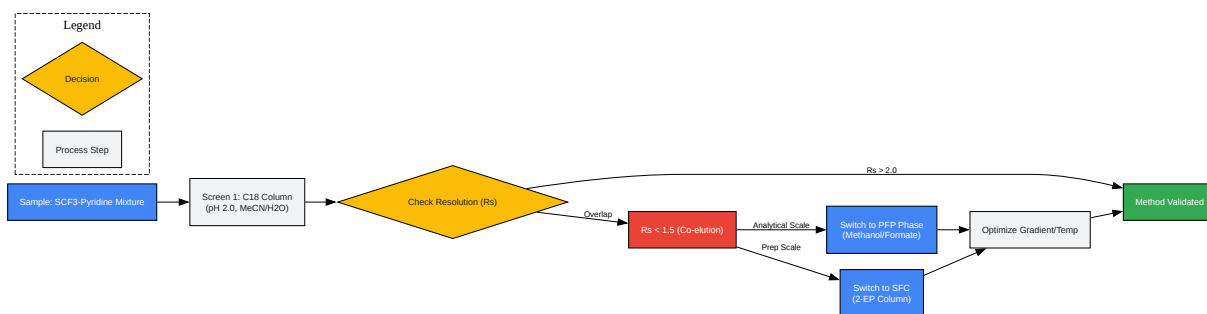 Legend
Decision
Process Step
Sample: SCF3-Pyridine Mixture
Screen 1: C18 Column
(pH 2.0, MeCN/H2O)
Check Resolution (Rs)
Rs > 2.0
Overlap
Rs < 1.5 (Co-elution)
Analytical Scale
Prep Scale
Switch to PFP Phase
(Methanol/Formate)
Switch to SFC
(2-EP Column)
Optimize Gradient/Temp
Method Validated